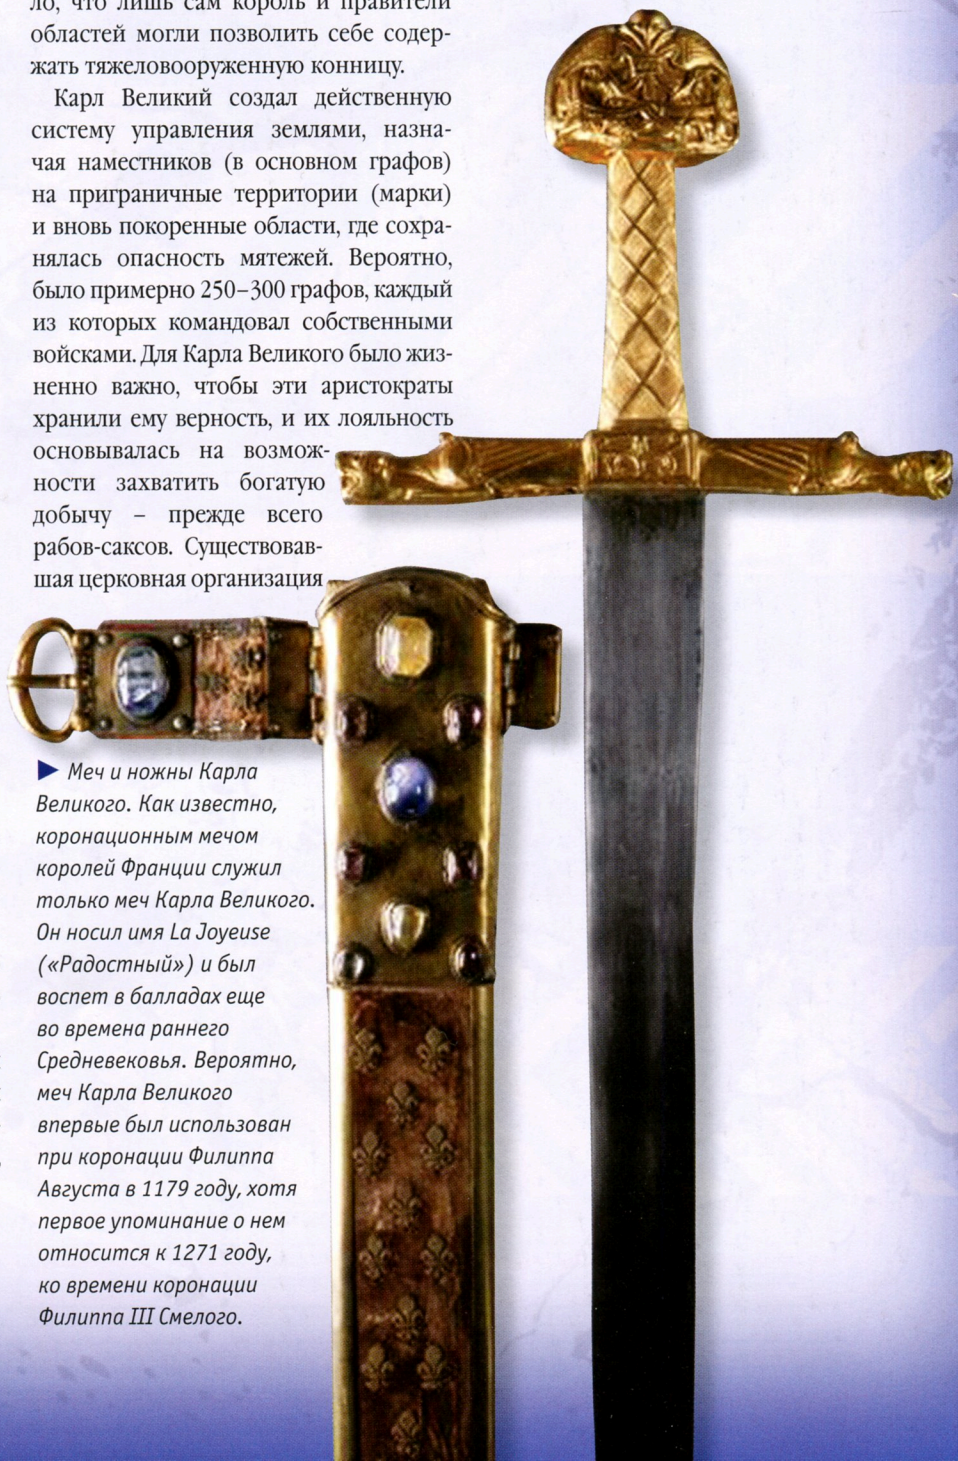 ло, что лишь сам король и правители
областей могли позволить себе содер-
жать тяжеловооруженную конницу.
Карл Великий создал действенную
систему управления землями, назна-
чая наместников (в основном графов)
на приграничные территории (марки)
и вновь покоренные области, где сохра-
нялась опасность мятежей. Вероятно,
было примерно 250–300 графов, каждый
из которых командовал собственными
войсками. Для Карла Великого было жиз-
ненно важно, чтобы эти аристократы
хранили ему верность, и их лояльность
основывалась на возмож-
ности захватить богатую
добычу – прежде всего
рабов-саксов. Существовав-
шая церковная организация
► Меч и ножны Карла
Великого. Как известно,
коронационным мечом
королей Франции служил
только меч Карла Великого.
Он носил имя La Joyeuse
(«Радостный») и был
воспет в балладах еще
во времена раннего
Средневековья. Вероятно,
меч Карла Великого
впервые был использован
при коронации Филиппа
Августа в 1179 году, хотя
первое упоминание о нем
относится к 1271 году,
ко времени коронации
Филиппа III Смелого.